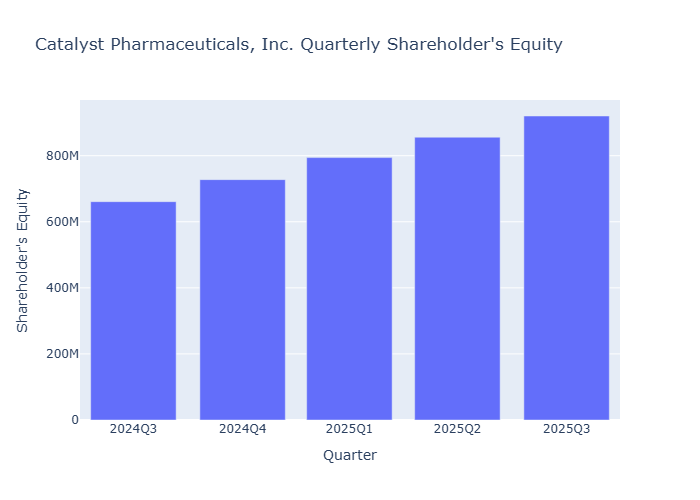 Catalyst Pharmaceuticals, Inc. Quarterly Shareholder's Equity
Shareholder's Equity
800M
600M
400M
200M
0
2024Q3
2024Q4
2025Q1
2025Q2
2025Q3
Quarter